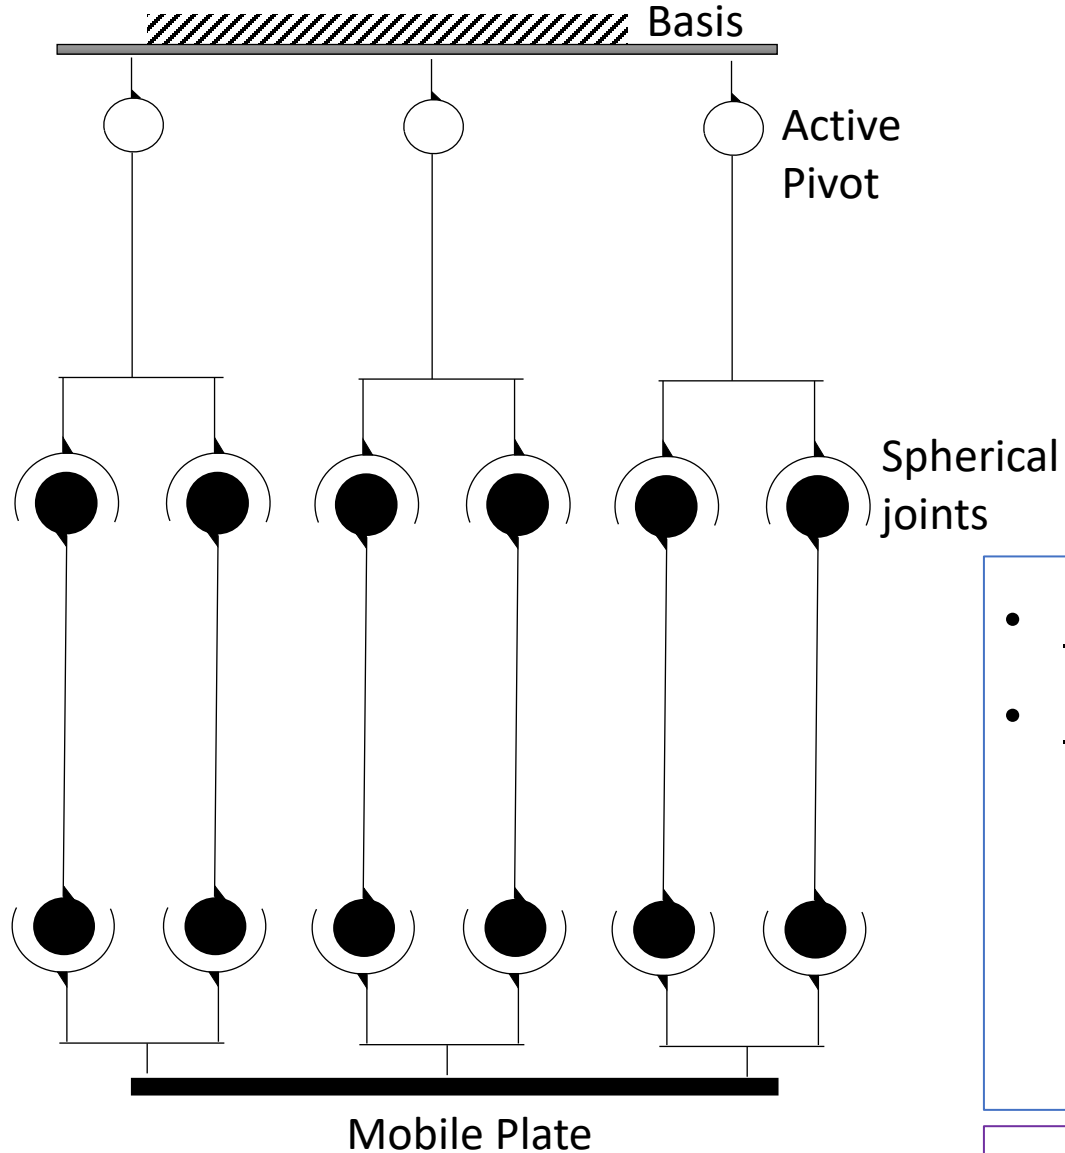 Basis
Active
Pivot
Spherical
joints
Mobile Plate